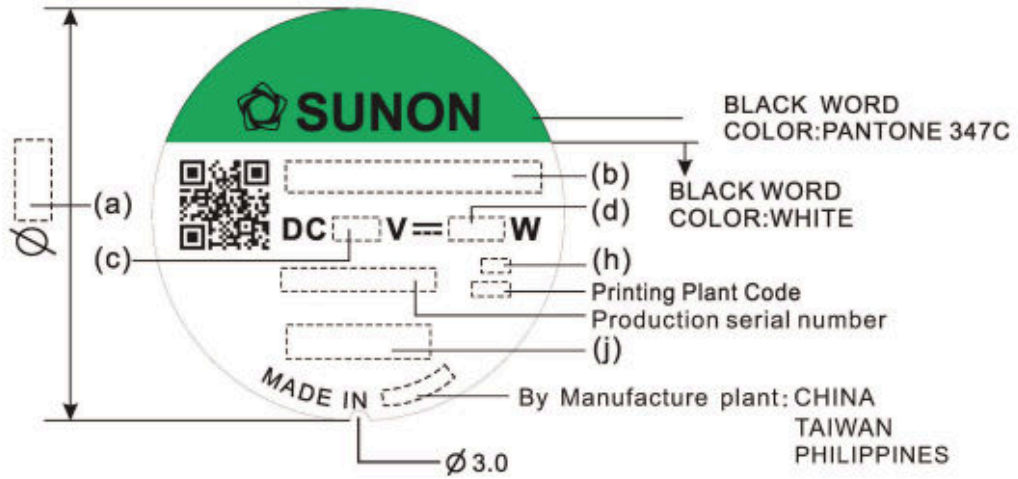 SUNON
BLACK WORD
COLOR:PANTONE 347C
(b)
BLACK WORD
COLOR:WHITE
(a)
Ø
(d)
DC V⎓ W
(c)
(h)
Printing Plant Code
Production serial number
(j)
MADE IN
By Manufacture plant: CHINA
TAIWAN
PHILIPPINES
Ø 3.0